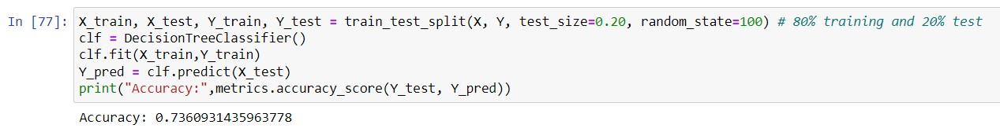 In [77]: X_train, X_test, Y_train, Y_test = train_test_split(X, Y, test_size=0.20, random_state=100) # 80% training and 20% test
clf = DecisionTreeClassifier()
clf.fit(X_train,Y_train)
Y_pred = clf.predict(X_test)
print("Accuracy:",metrics.accuracy_score(Y_test, Y_pred))
Accuracy: 0.7360931435963778